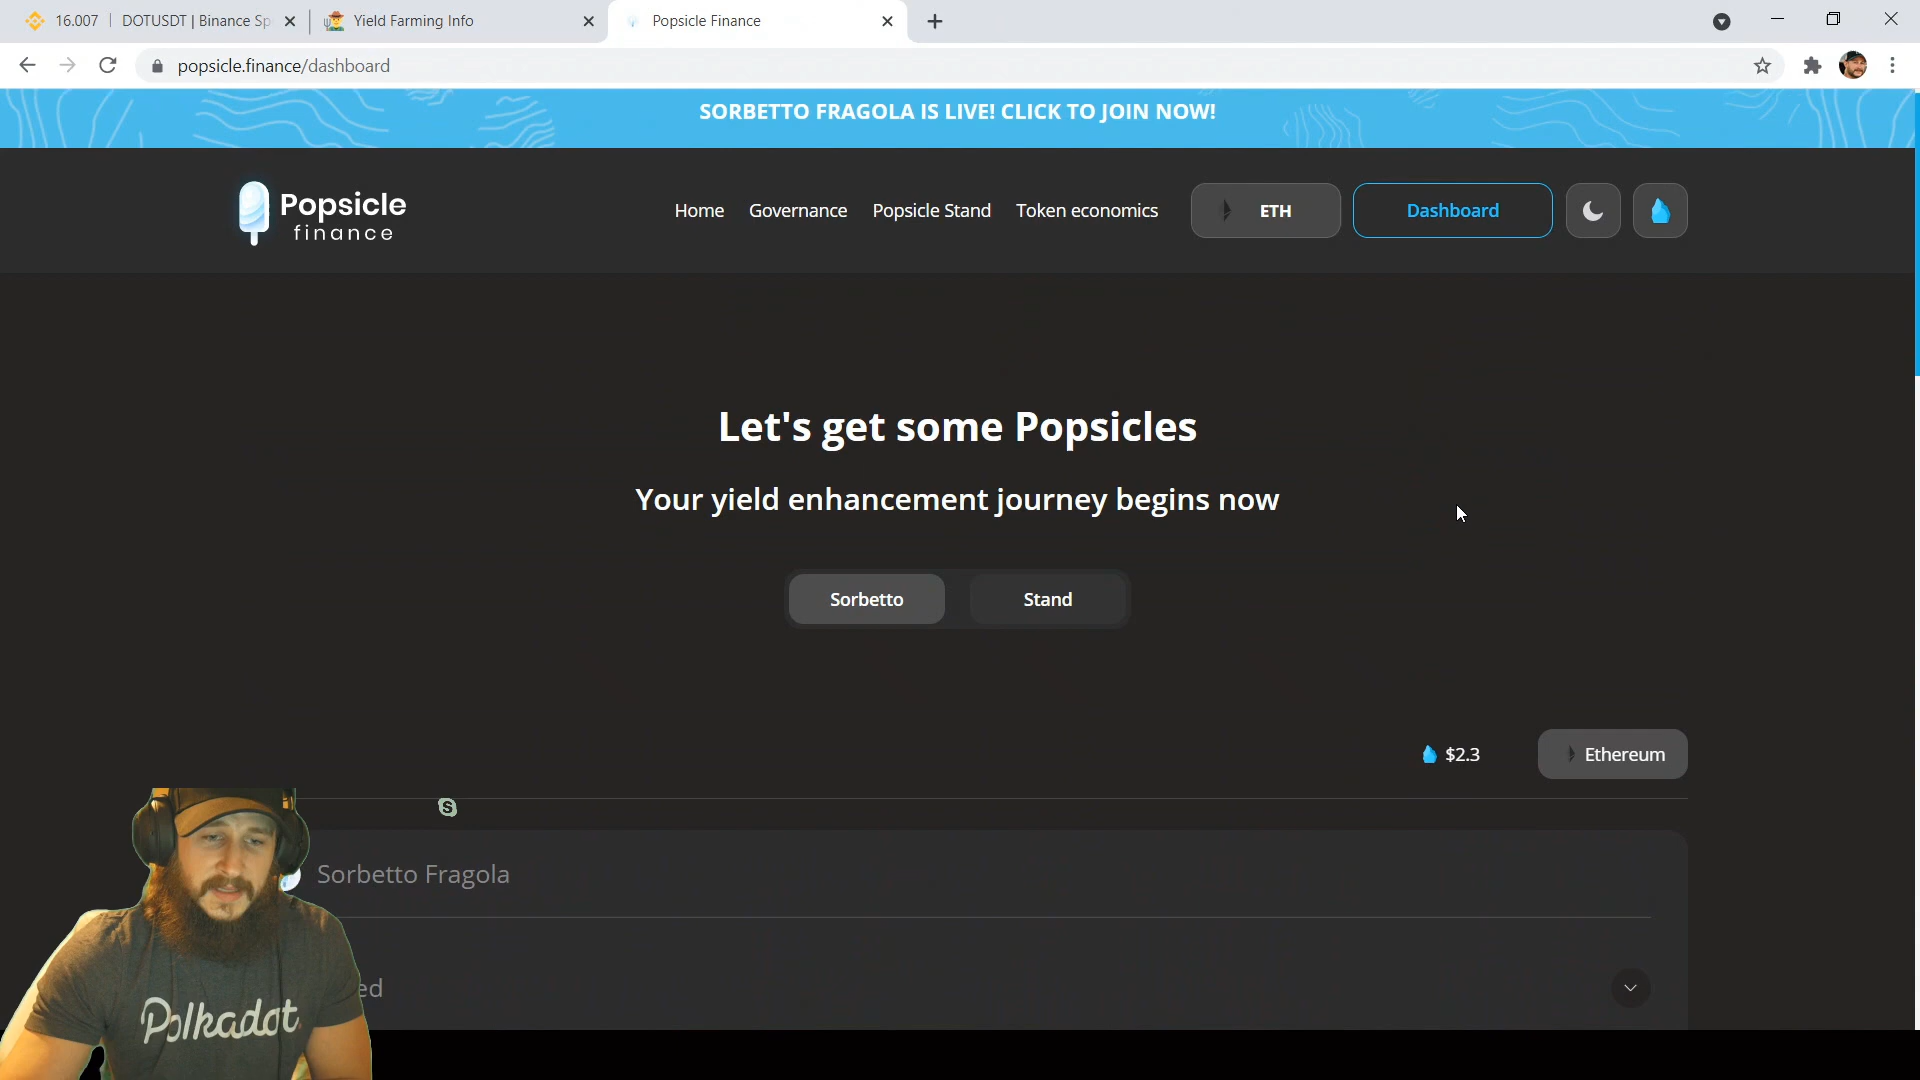 16.007 | DOTUSDT | Binance Sp
Yield Farming Info
Popsicle Finance
popsicle.finance/dashboard
SORBETTO FRAGOLA IS LIVE! CLICK TO JOIN NOW!
Popsicle
finance
Home
Governance
Popsicle Stand
Token economics
ETH
Dashboard
Let's get some Popsicles
Your yield enhancement journey begins now
Sorbetto
Stand
$2.3
Ethereum
S
Sorbetto Fragola
ed
Polkadot